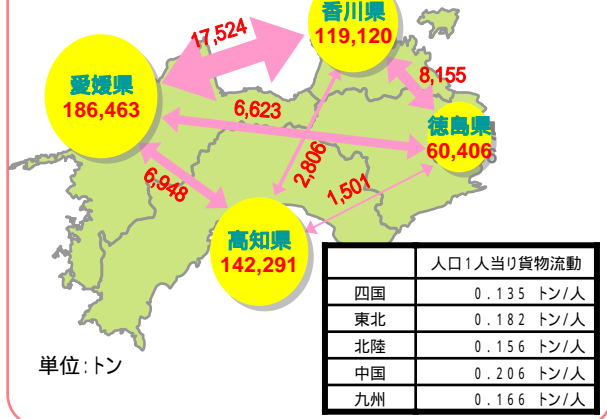 香川県
119,120
17,524
愛媛県
186,463
8,155
6,623
徳島県
60,406
2,806
6,948
1,501
高知県
142,291
人口1人当り貨物流動
四国 0.135 トン/人
東北 0.182 トン/人
北陸 0.156 トン/人
中国 0.206 トン/人
九州 0.166 トン/人
単位:トン